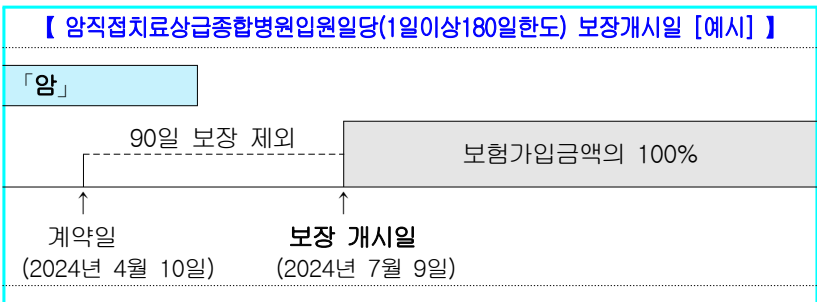 【 암직접치료상급종합병원입원일당(1일이상180일한도) 보장개시일 [예시] 】
「암」
90일 보장 제외
보험가입금액의 100%
↑ ↑
계약일 보장 개시일
(2024년 4월 10일) (2024년 7월 9일)